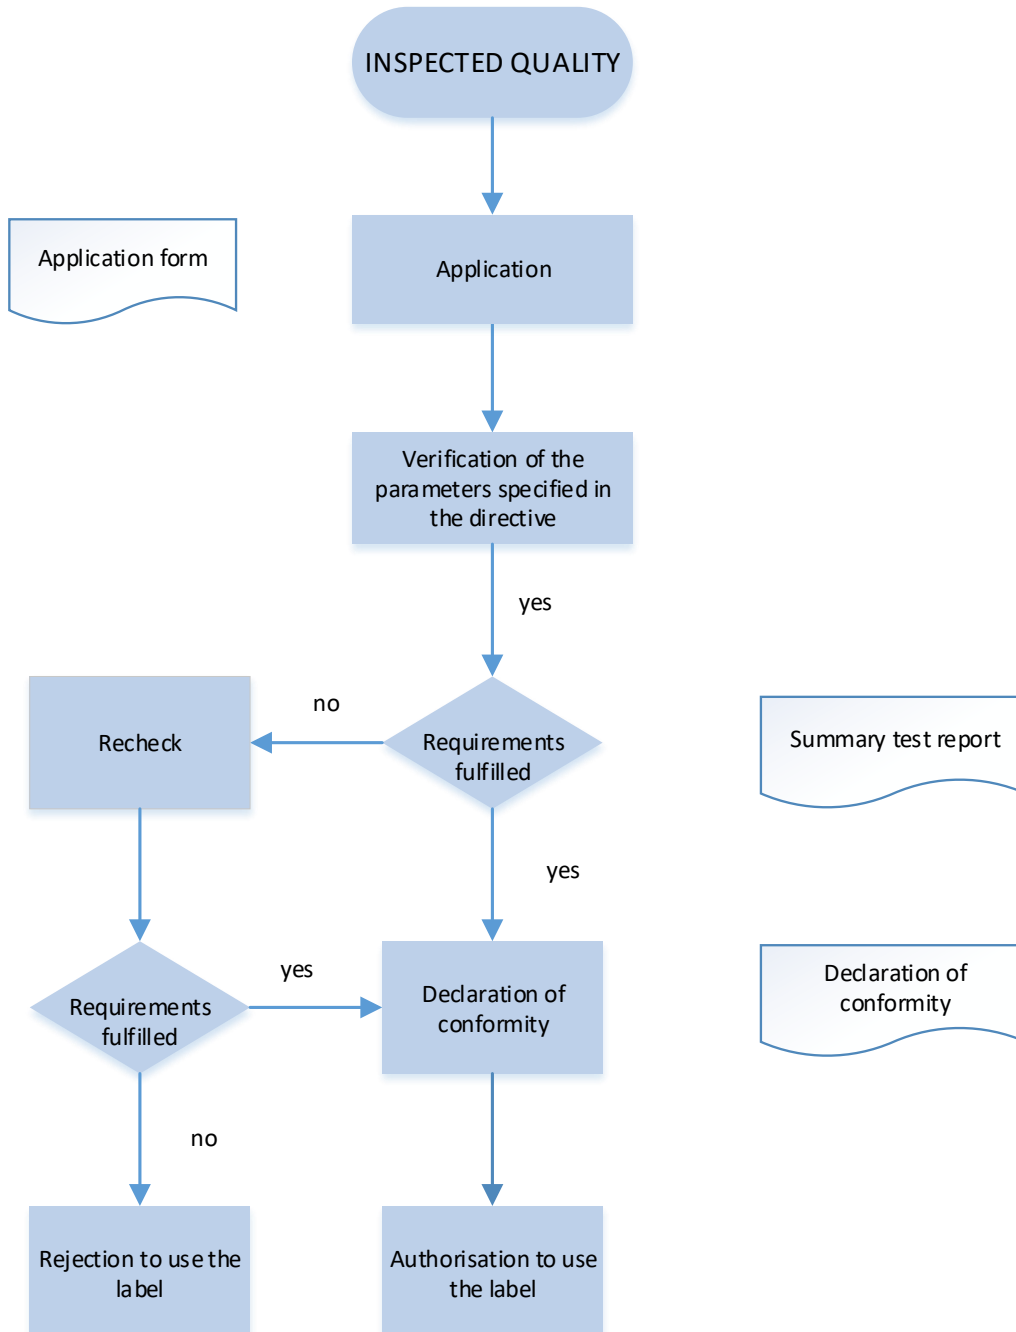 INSPECTED QUALITY
Application form
Application
Verification of the
parameters specified in
the directive
yes
no
Recheck
Requirements
fulfilled
Summary test report
yes
Requirements
fulfilled
yes
Declaration of
conformity
Declaration of
conformity
no
Rejection to use the
label
Authorisation to use
the label